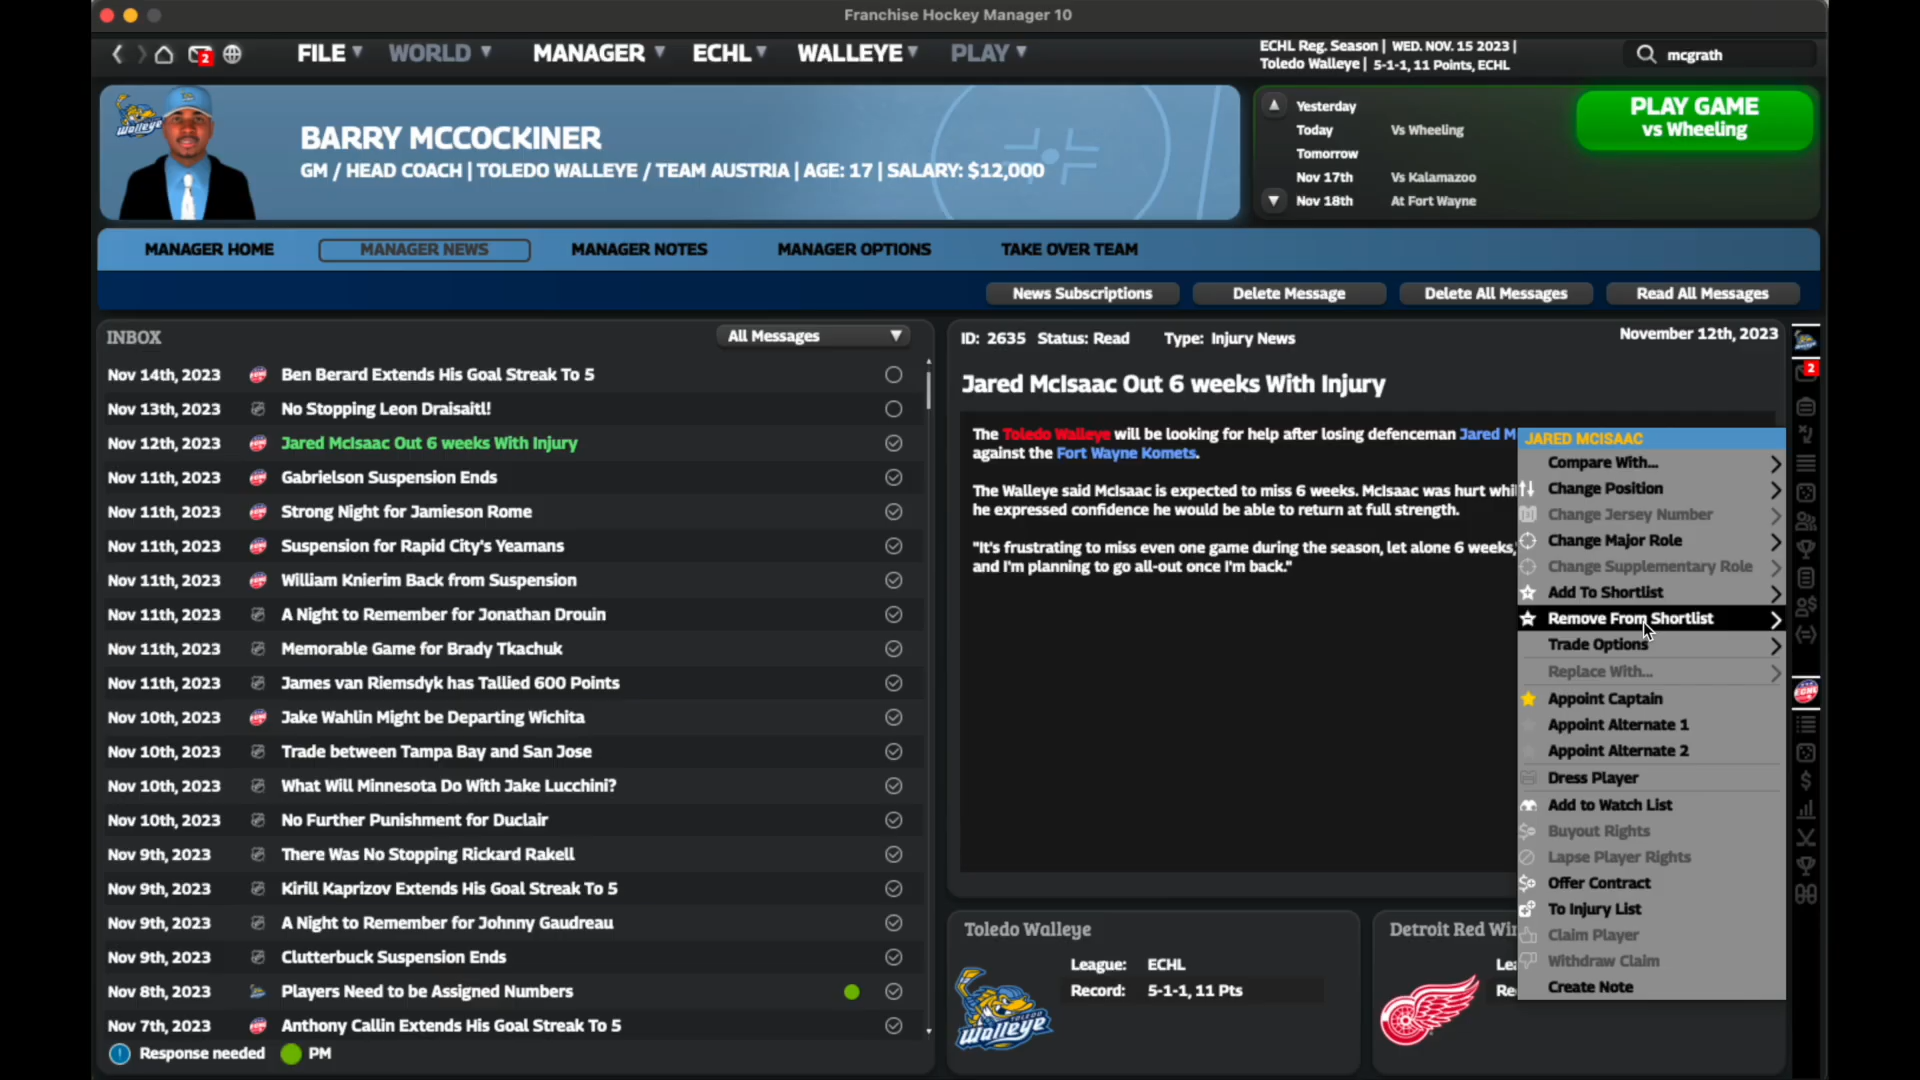 Franchise Hockey Manager 10
2
FILE
WORLD
MANAGER
ECHL
WALLEYE
PLAY
ECHL Reg. Season | WED. NOV. 15 2023 |
Toledo Walleye | 5-1-1, 11 Points, ECHL
mcgrath
Walleye
BARRY MCCOCKINER
GM / HEAD COACH | TOLEDO WALLEYE / TEAM AUSTRIA | AGE: 17 | SALARY: $12,000
Yesterday
Today Vs Wheeling
Tomorrow
Nov 17th Vs Kalamazoo
Nov 18th At Fort Wayne
PLAY GAME
vs Wheeling
MANAGER HOME
MANAGER NEWS
MANAGER NOTES
MANAGER OPTIONS
TAKE OVER TEAM
News Subscriptions
Delete Message
Delete All Messages
Read All Messages
INBOX
All Messages
Nov 14th, 2023 Ben Berard Extends His Goal Streak To 5
Nov 13th, 2023 No Stopping Leon Draisaitl!
Nov 12th, 2023 Jared McIsaac Out 6 weeks With Injury
Nov 11th, 2023 Gabrielson Suspension Ends
Nov 11th, 2023 Strong Night for Jamieson Rome
Nov 11th, 2023 Suspension for Rapid City's Yeamans
Nov 11th, 2023 William Knierim Back from Suspension
Nov 11th, 2023 A Night to Remember for Jonathan Drouin
Nov 11th, 2023 Memorable Game for Brady Tkachuk
Nov 11th, 2023 James van Riemsdyk has Tallied 600 Points
Nov 10th, 2023 Jake Wahlin Might be Departing Wichita
Nov 10th, 2023 Trade between Tampa Bay and San Jose
Nov 10th, 2023 What Will Minnesota Do With Jake Lucchini?
Nov 10th, 2023 No Further Punishment for Duclair
Nov 9th, 2023 There Was No Stopping Rickard Rakell
Nov 9th, 2023 Kirill Kaprizov Extends His Goal Streak To 5
Nov 9th, 2023 A Night to Remember for Johnny Gaudreau
Nov 9th, 2023 Clutterbuck Suspension Ends
Nov 8th, 2023 Players Need to be Assigned Numbers
Nov 7th, 2023 Anthony Callin Extends His Goal Streak To 5
Response needed
PM
ID: 2635 Status: Read Type: Injury News
November 12th, 2023
Jared McIsaac Out 6 weeks With Injury
The Toledo Walleye will be looking for help after losing defenceman Jared M
against the Fort Wayne Komets.
The Walleye said McIsaac is expected to miss 6 weeks. McIsaac was hurt whil
he expressed confidence he would be able to return at full strength.
"It's frustrating to miss even one game during the season, let alone 6 weeks,
and I'm planning to go all-out once I'm back."
JARED MCISAAC
Compare With...
Change Position
Change Jersey Number
Change Major Role
Change Supplementary Role
Add To Shortlist
Remove From Shortlist
Trade Options
Replace With...
Appoint Captain
Appoint Alternate 1
Appoint Alternate 2
Dress Player
Add to Watch List
Buyout Rights
Lapse Player Rights
Offer Contract
To Injury List
Claim Player
Withdraw Claim
Create Note
Toledo Walleye
League: ECHL
Record: 5-1-1, 11 Pts
Walleye
Detroit Red Wi
Le
Re
2
ECHL